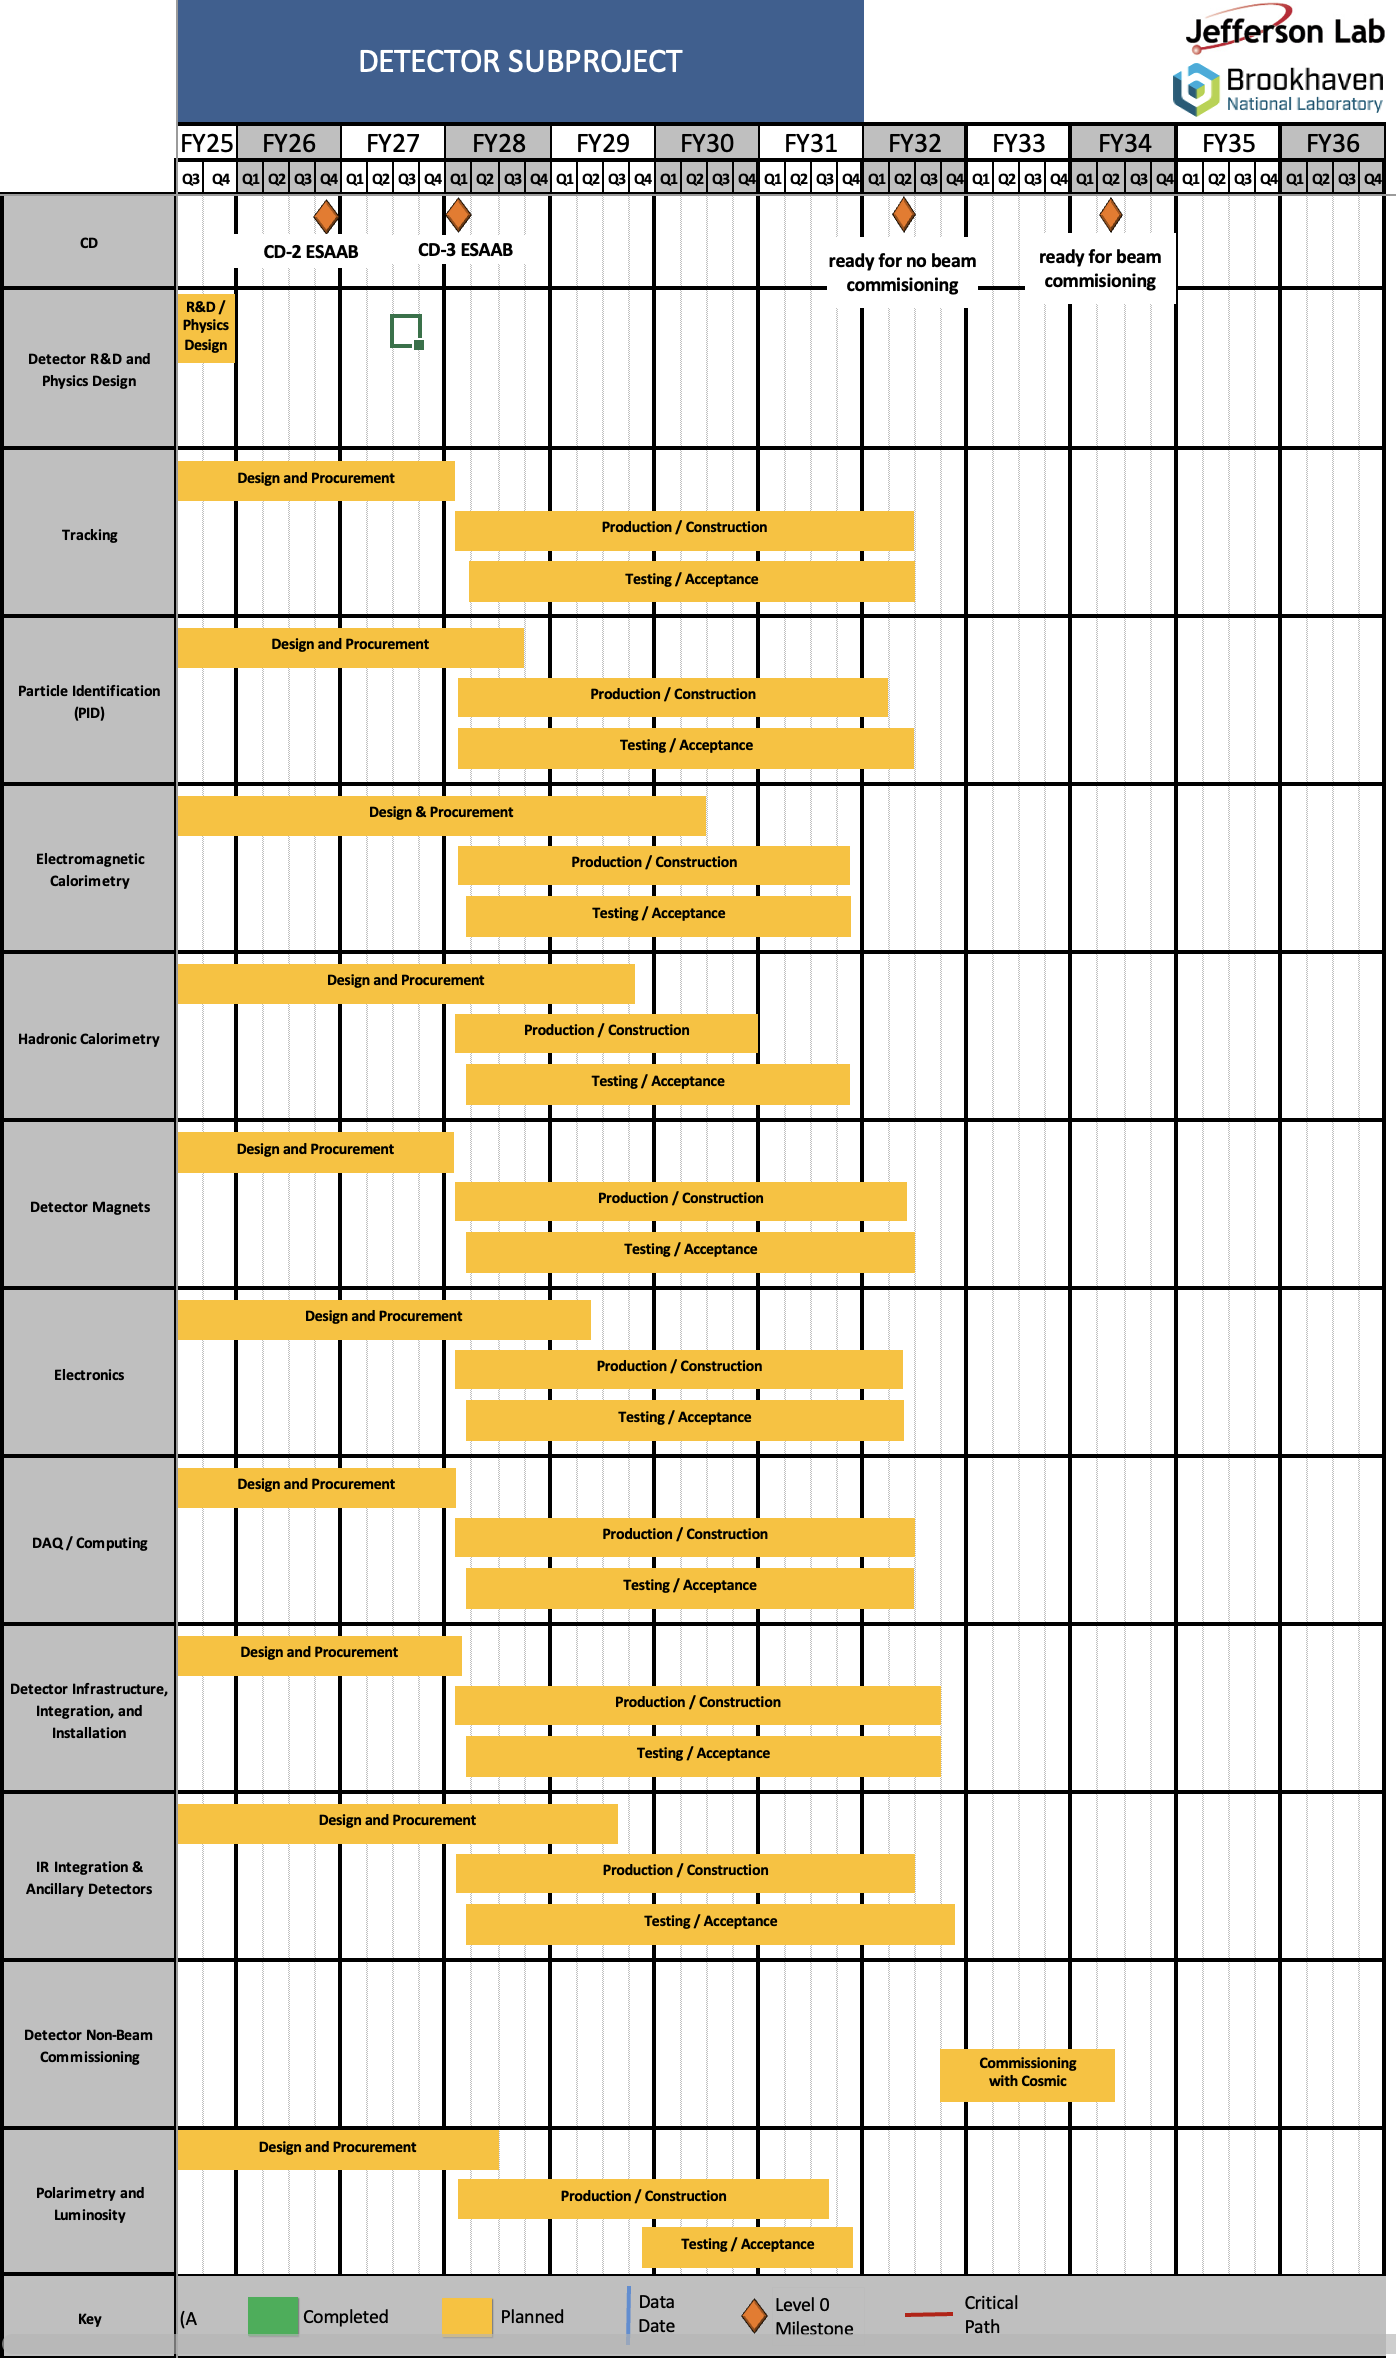 DETECTOR SUBPROJECT
Jefferson Lab
Brookhaven
National Laboratory
FY25 FY26 FY27 FY28 FY29 FY30 FY31 FY32 FY33 FY34 FY35 FY36
Q3 Q4 Q1 Q2 Q3 Q4 Q1 Q2 Q3 Q4 Q1 Q2 Q3 Q4 Q1 Q2 Q3 Q4 Q1 Q2 Q3 Q4 Q1 Q2 Q3 Q4 Q1 Q2 Q3 Q4 Q1 Q2 Q3 Q4 Q1 Q2 Q3 Q4 Q1 Q2 Q3 Q4 Q1 Q2 Q3 Q4
CD
CD-2 ESAAB
CD-3 ESAAB
ready for no beam
commisioning
ready for beam
commisioning
Detector R&D and
Physics Design
R&D /
Physics
Design
Tracking
Design and Procurement
Production / Construction
Testing / Acceptance
Particle Identification
(PID)
Design and Procurement
Production / Construction
Testing / Acceptance
Electromagnetic
Calorimetry
Design & Procurement
Production / Construction
Testing / Acceptance
Hadronic Calorimetry
Design and Procurement
Production / Construction
Testing / Acceptance
Detector Magnets
Design and Procurement
Production / Construction
Testing / Acceptance
Electronics
Design and Procurement
Production / Construction
Testing / Acceptance
DAQ / Computing
Design and Procurement
Production / Construction
Testing / Acceptance
Detector Infrastructure,
Integration, and
Installation
Design and Procurement
Production / Construction
Testing / Acceptance
IR Integration &
Ancillary Detectors
Design and Procurement
Production / Construction
Testing / Acceptance
Detector Non-Beam
Commissioning
Commissioning
with Cosmic
Polarimetry and
Luminosity
Design and Procurement
Production / Construction
Testing / Acceptance
Key
(A
Completed
Planned
Data
Date
Level 0
Milestone
Critical
Path